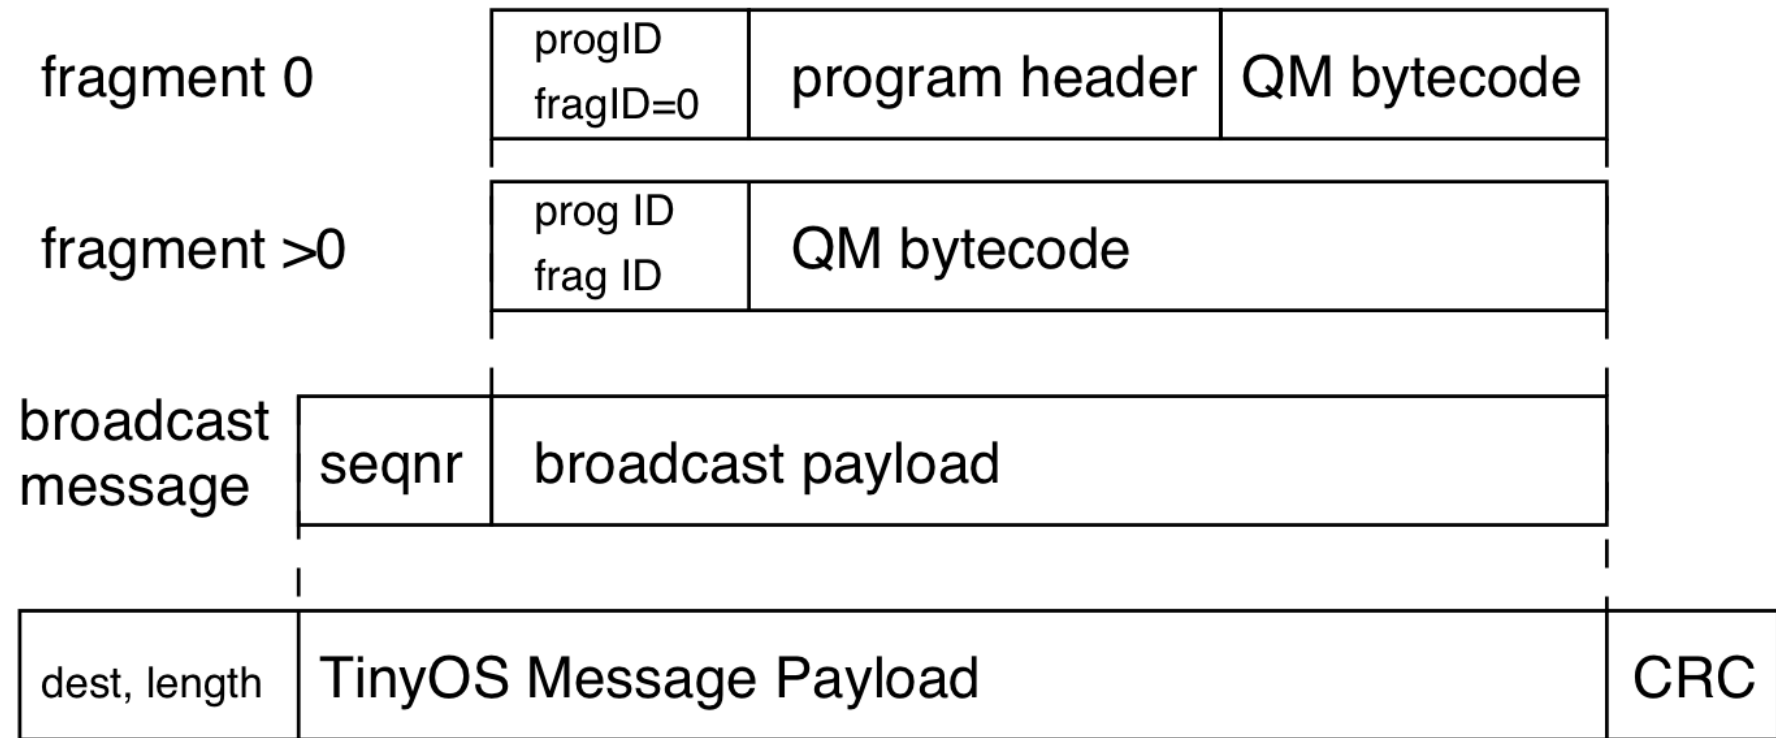 fragment 0
progID
fragID=0
program header
QM bytecode
fragment >0
prog ID
frag ID
QM bytecode
broadcast
message
seqnr
broadcast payload
dest, length
TinyOS Message Payload
CRC